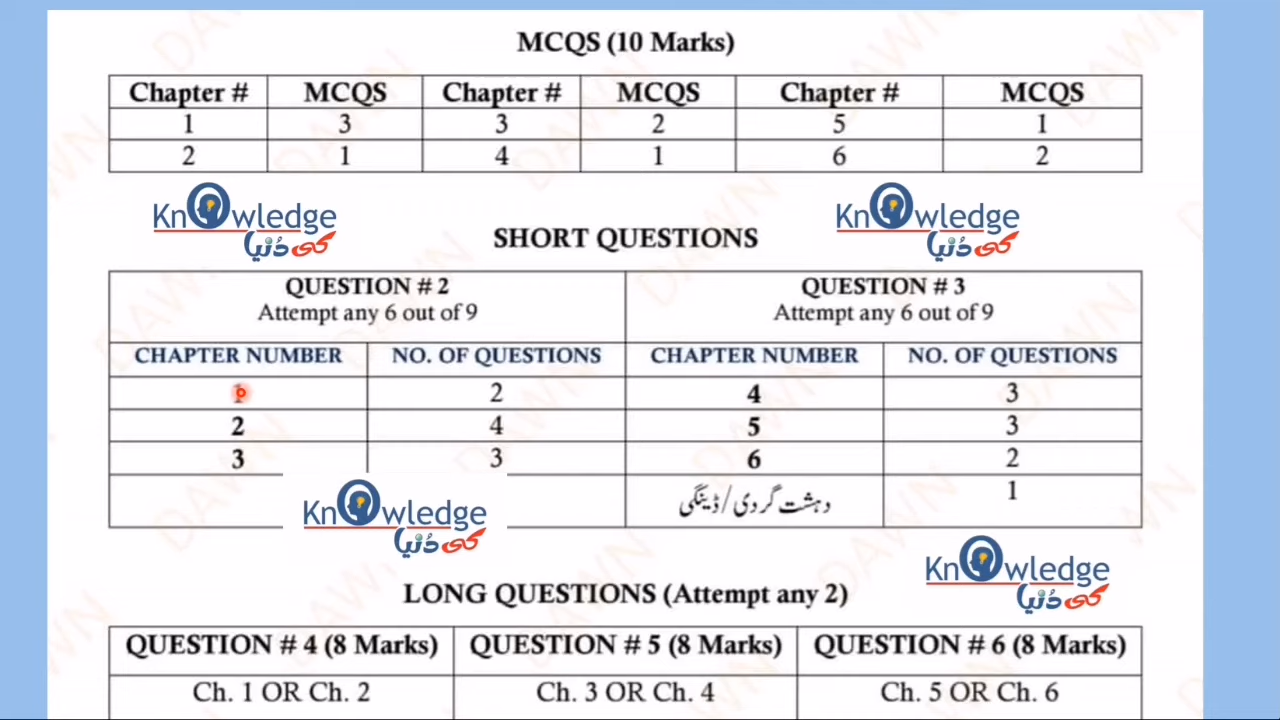 MCQS (10 Marks)
Chapter # MCQS Chapter # MCQS Chapter # MCQS
1 3 3 2 5 1
2 1 4 1 6 2
Knowledge
کی دُنیا
Knowledge
کی دُنیا
SHORT QUESTIONS
QUESTION # 2 QUESTION # 3
Attempt any 6 out of 9 Attempt any 6 out of 9
CHAPTER NUMBER NO. OF QUESTIONS CHAPTER NUMBER NO. OF QUESTIONS
2 4 3
2 4 5 3
3 3 6 2
دہشت گردی/ڈینگی 1
Knowledge
کی دُنیا
Knowledge
کی دُنیا
LONG QUESTIONS (Attempt any 2)
QUESTION # 4 (8 Marks) QUESTION # 5 (8 Marks) QUESTION # 6 (8 Marks)
Ch. 1 OR Ch. 2 Ch. 3 OR Ch. 4 Ch. 5 OR Ch. 6